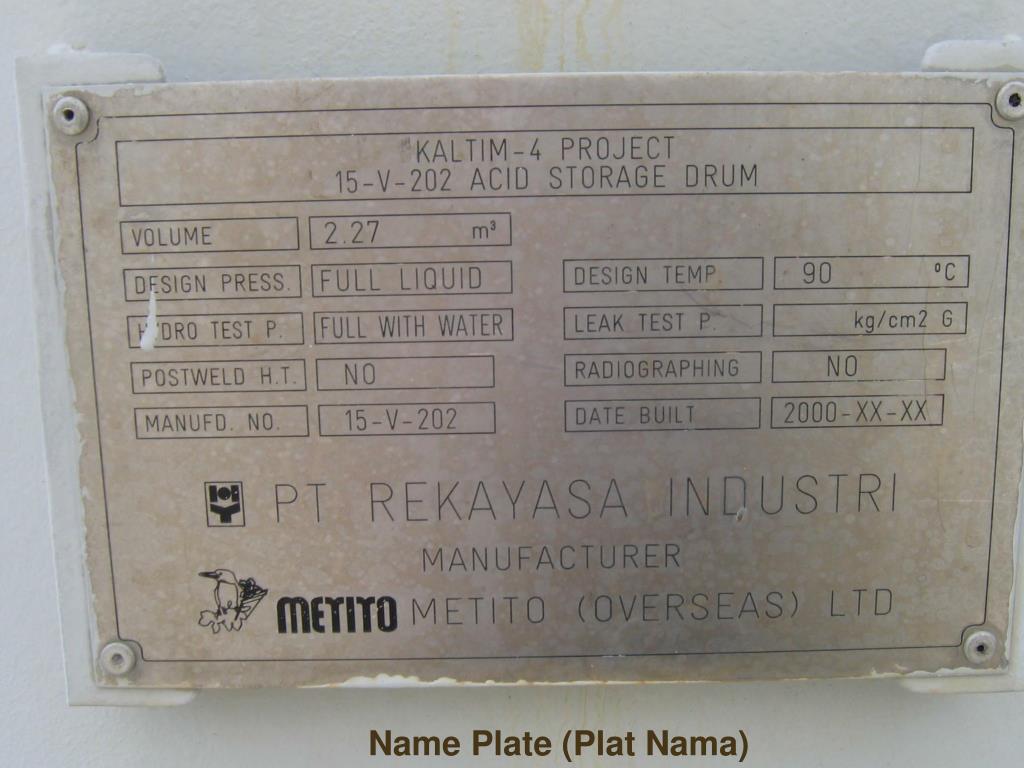 KALTIM-4 PROJECT
15-V-202 ACID STORAGE DRUM
VOLUME 2.27 m³
DESIGN PRESS. FULL LIQUID DESIGN TEMP. 90 ºC
HYDRO TEST P. FULL WITH WATER LEAK TEST P. kg/cm2 G
POSTWELD H.T. NO RADIOGRAPHING NO
MANUFD. NO. 15-V-202 DATE BUILT 2000-XX-XX
PT REKAYASA INDUSTRI
MANUFACTURER
METITO METITO (OVERSEAS) LTD
Name Plate (Plat Nama)